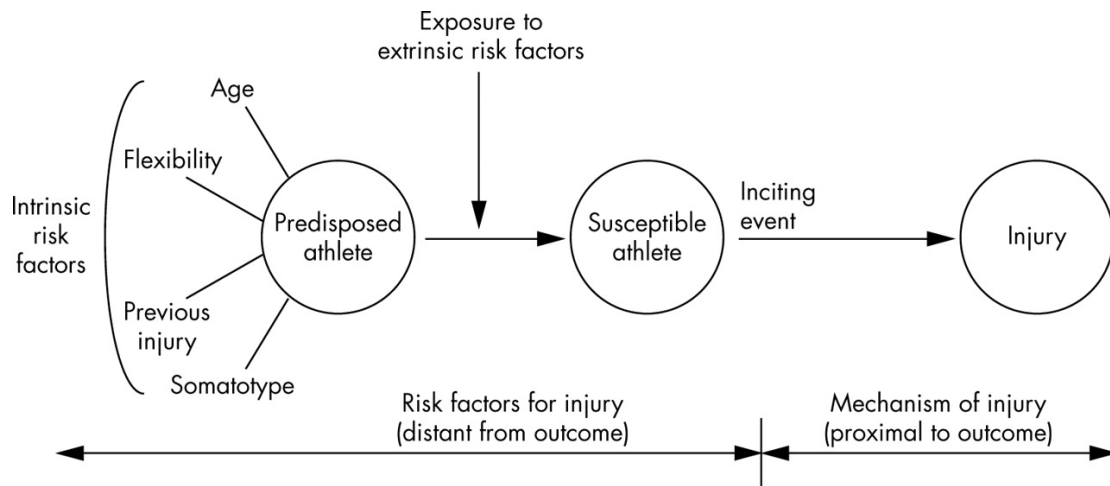 Exposure to
extrinsic risk factors
Age
Flexibility
Intrinsic
risk
factors
Previous
injury
Somatotype
Predisposed
athlete
Susceptible
athlete
Inciting
event
Injury
Risk factors for injury
(distant from outcome)
Mechanism of injury
(proximal to outcome)